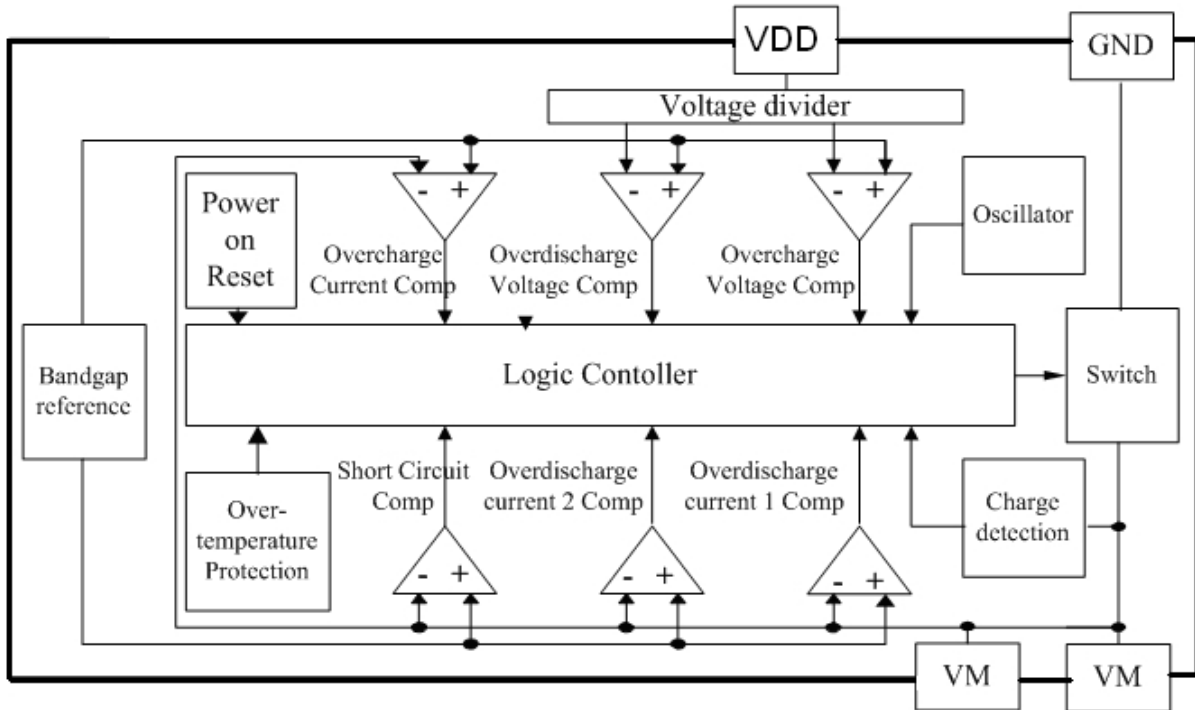 VDD
GND
Voltage divider
- +
- +
- +
Power
on
Reset
Oscillator
Overcharge
Current Comp
Overdischarge
Voltage Comp
Overcharge
Voltage Comp
Bandgap
reference
Logic Contoller
Switch
Short Circuit
Comp
Overdischarge
current 2 Comp
Overdischarge
current 1 Comp
Over-
temperature
Protection
Charge
detection
- +
- +
- +
VM
VM